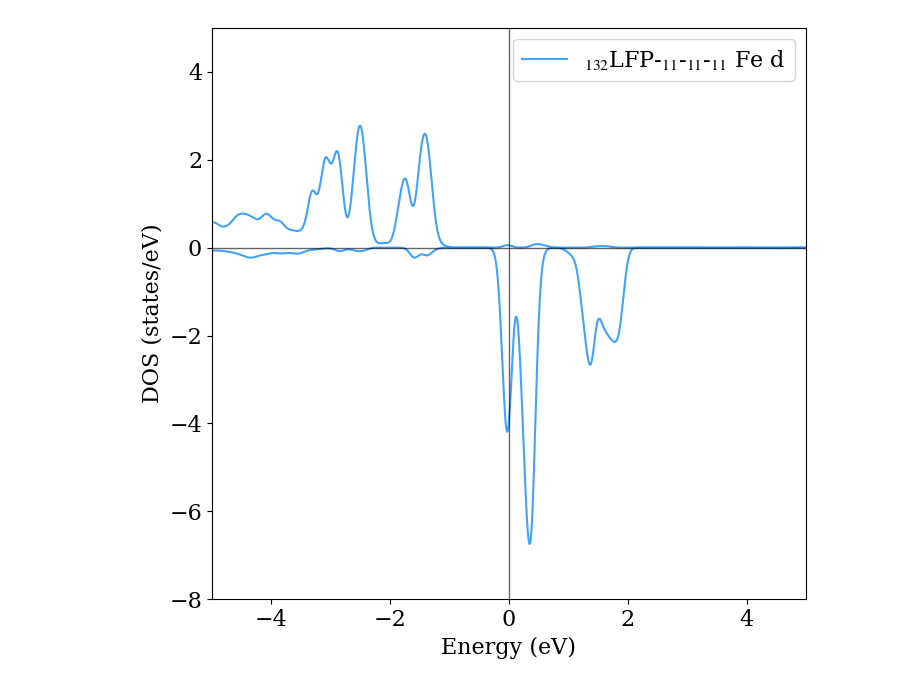 ₁₃₂LFP-₁₁-₁₁-₁₁ Fe d
4
2
0
−2
−4
−6
−8
DOS (states/eV)
−4 −2 0 2 4
Energy (eV)